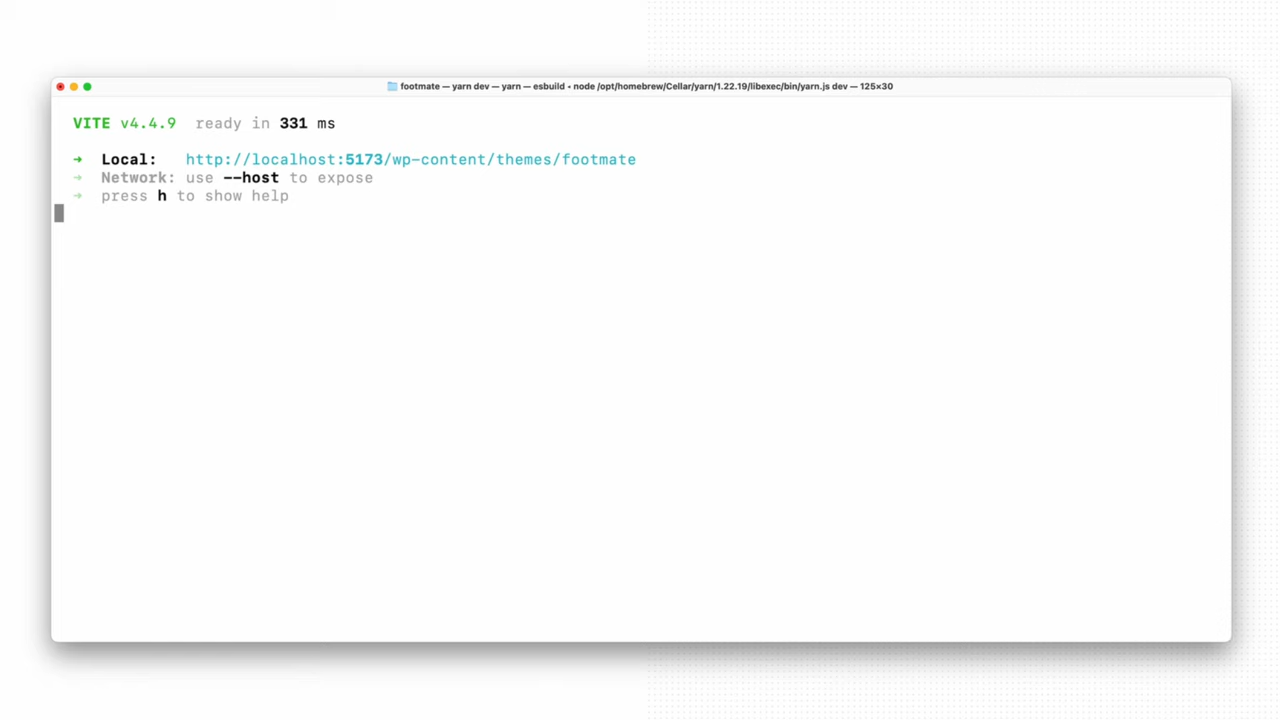 footmate — yarn dev — yarn — esbuild • node /opt/homebrew/Cellar/yarn/1.22.19/libexec/bin/yarn.js dev — 125×30
VITE v4.4.9 ready in 331 ms
➜ Local: http://localhost:5173/wp-content/themes/footmate
➜ Network: use --host to expose
➜ press h to show help